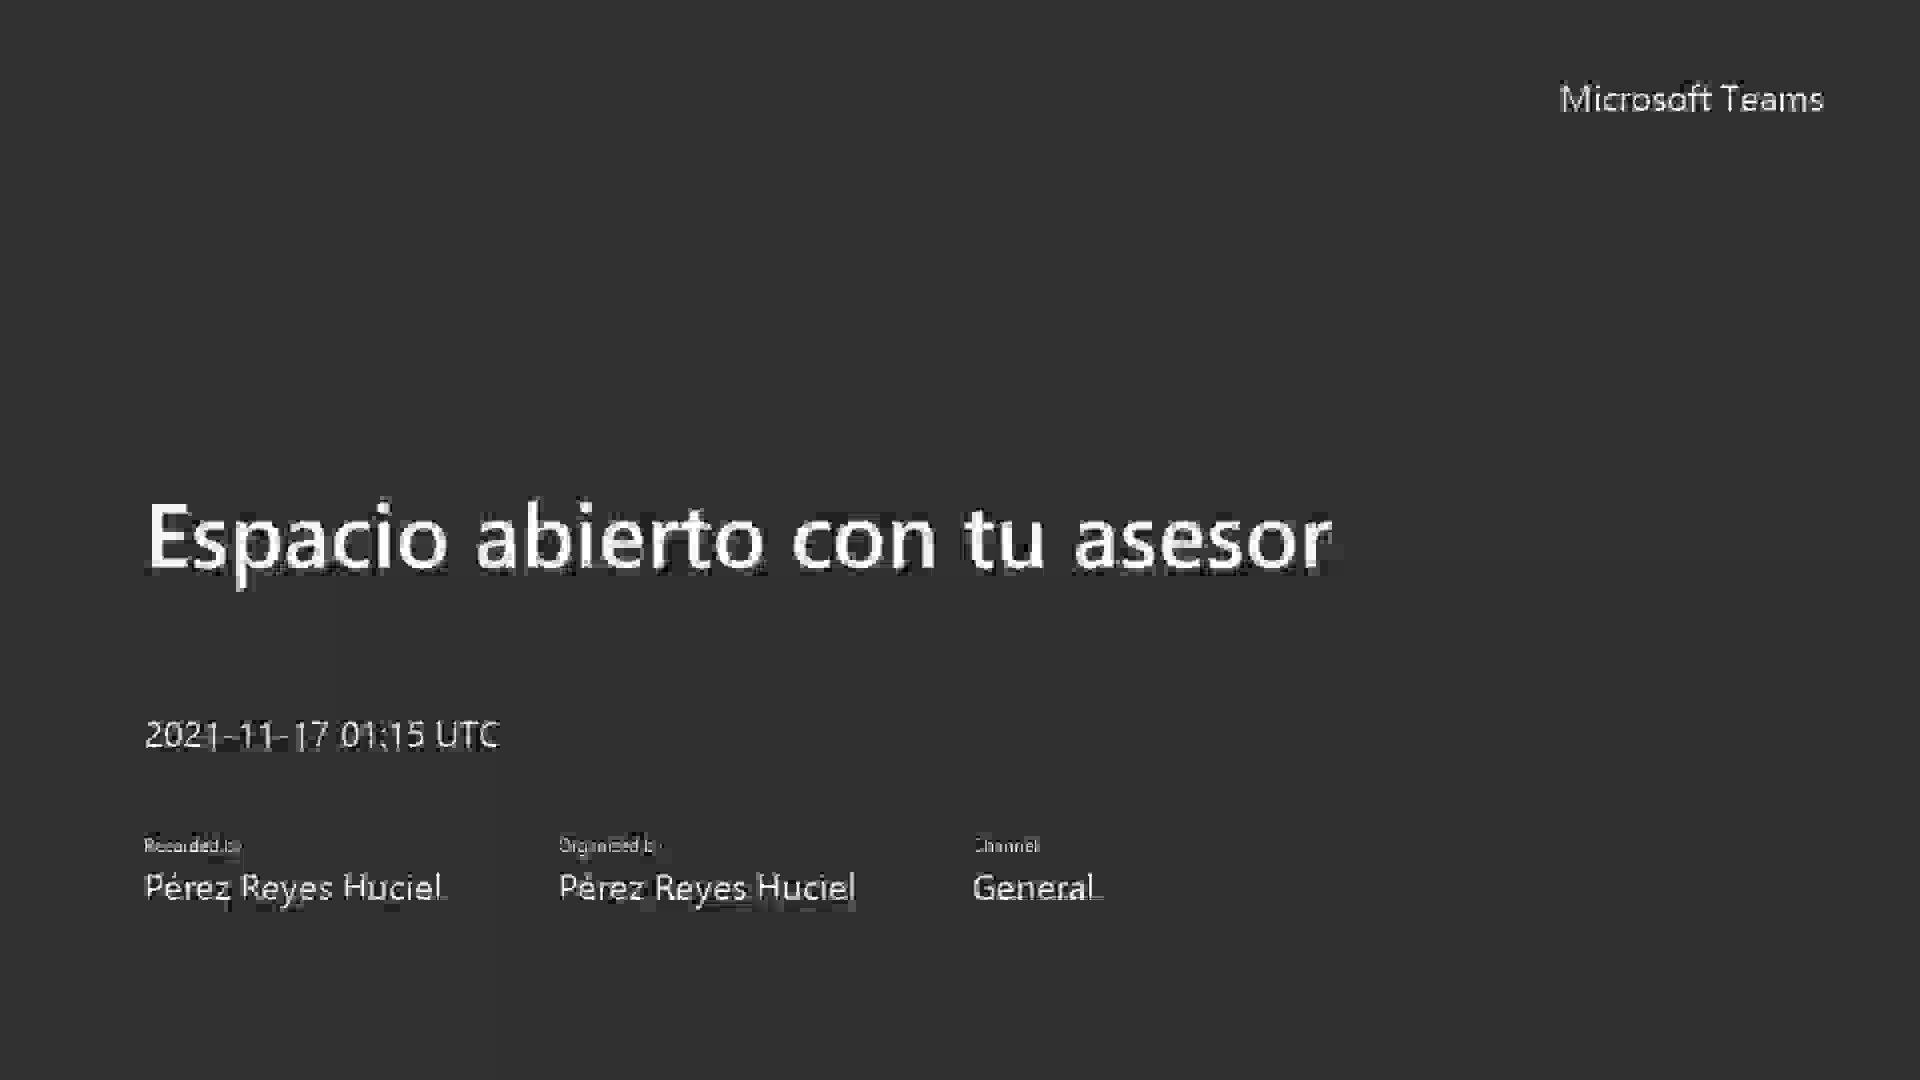 Microsoft Teams
Espacio abierto con tu asesor
2021-11-17 01:15 UTC
Recorded by
Organized by
Channel
Pérez Reyes Huciel
Pérez Reyes Huciel
General